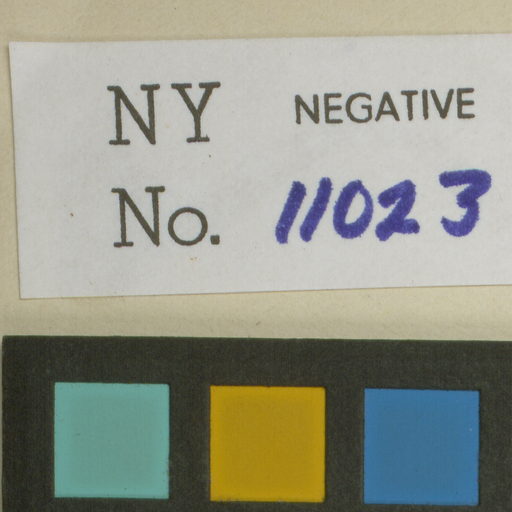 NY NEGATIVE
No. 11023